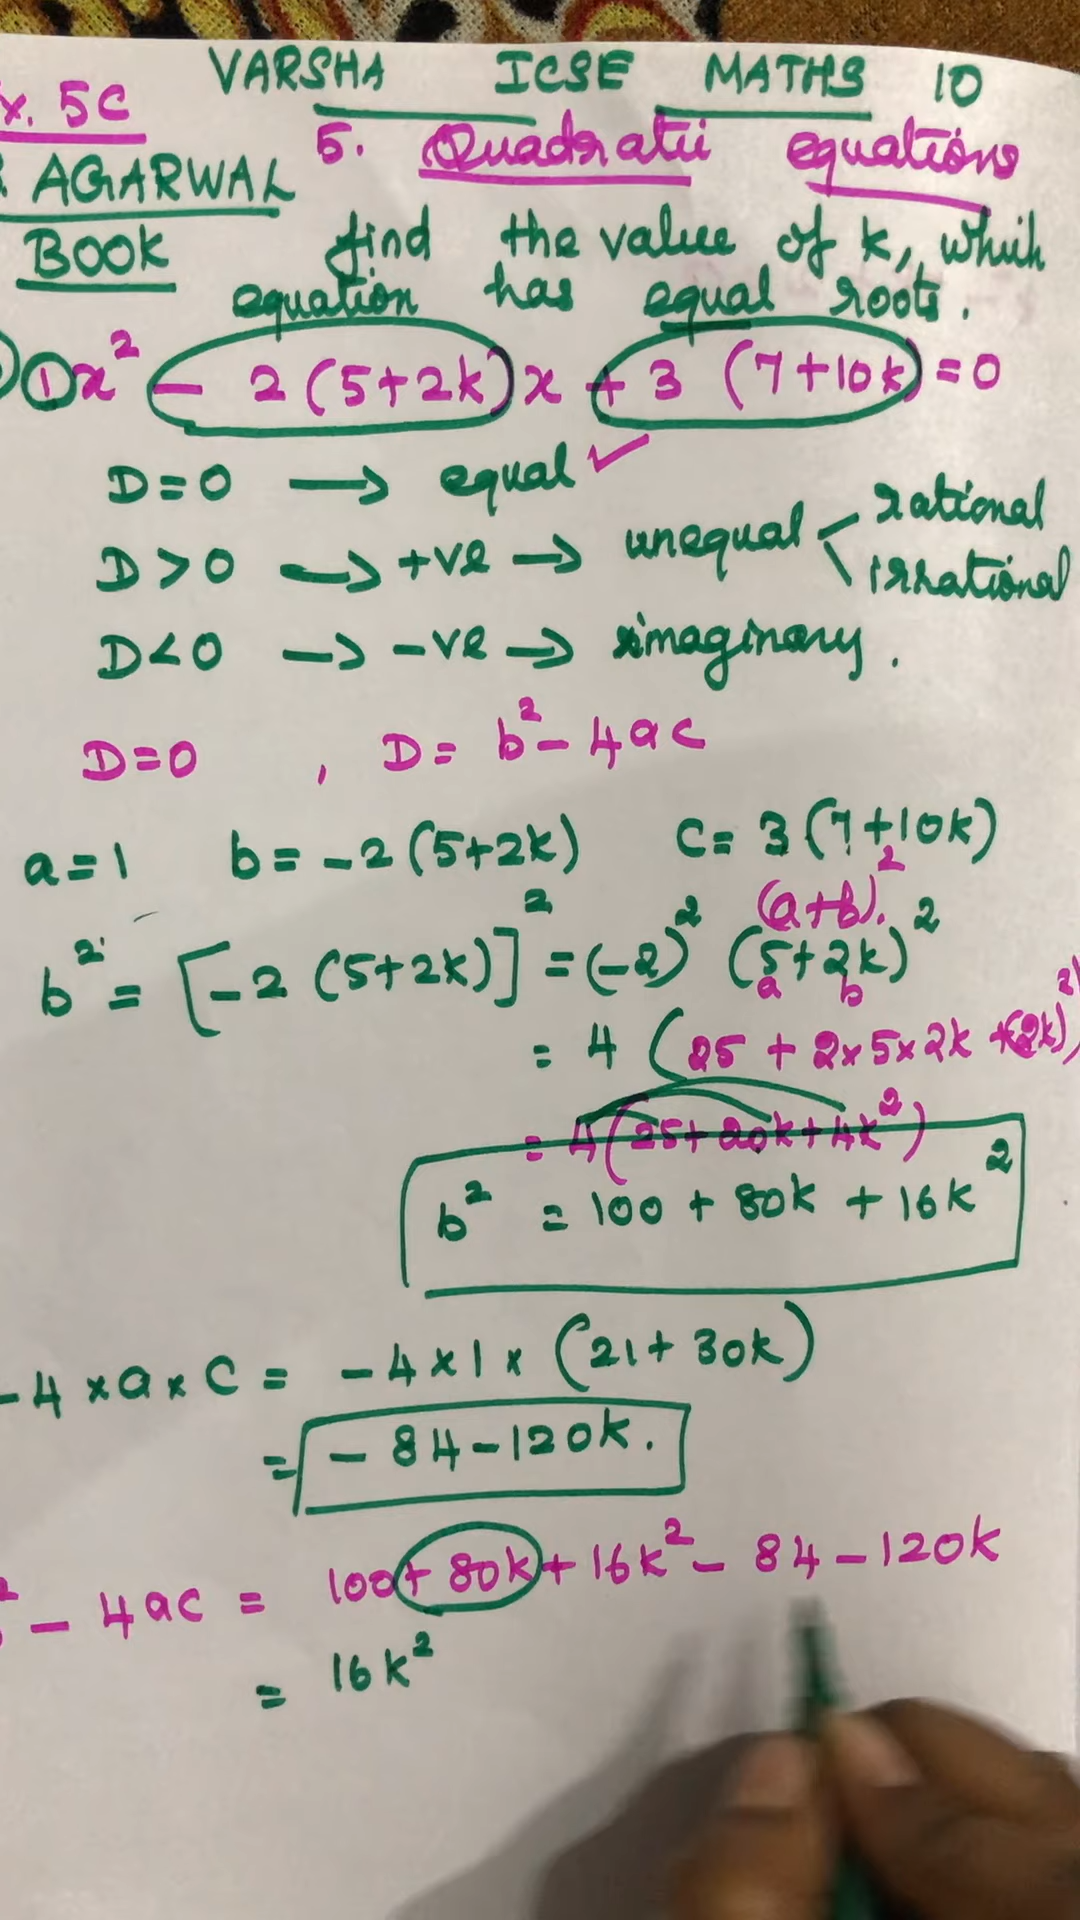 VARSHA ICSE MATHS 10
x. 5C
5. Quadratic equations
AGARWAL
BOOK
find the value of k, which
equation has equal roots.
① x² - 2 (5+2k) x + 3 (7+10k) = 0
D=0 → equal ✓
D>0 → +ve → unequal < rational
irrational
D<0 → -ve → imaginary.
D=0 , D= b²- 4ac
a=1 b= -2 (5+2k) C= 3 (7+10k)
(a+b)²
b² = [-2 (5+2k)]² = (-2)² (5+2k)²
a b
= 4 (25 + 2×5×2k +(2k)²)
= 4(25+20k+4k²)
b² = 100 + 80k + 16k²
-4 × a × C = -4 × 1 × (21+ 30k)
= - 84-120k.
² - 4ac = 100+ 80k + 16k² - 84 - 120k
= 16k²